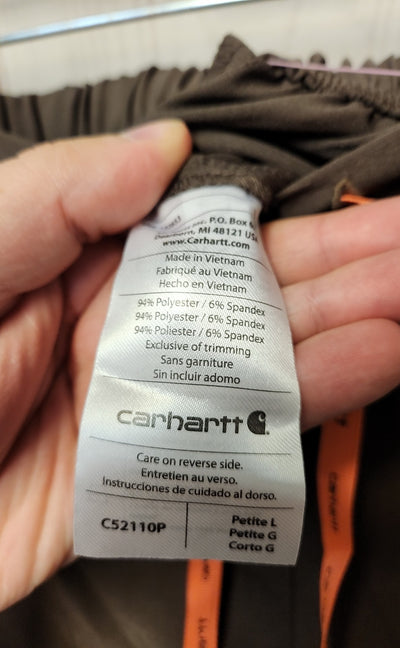 P.O. Box
MI 48121 USA
www.Carhartt.com
Made in Vietnam
Fabriqué au Vietnam
Hecho en Vietnam
94% Polyester / 6% Spandex
94% Polyester / 6% Spandex
94% Poliester / 6% Spandex
Exclusive of trimming
Sans garniture
Sin incluir adorno
carhartt
Care on reverse side.
Entretien au verso.
Instrucciones de cuidado al dorso.
C52110P
Petite L
Petite G
Corto G
Carhartt